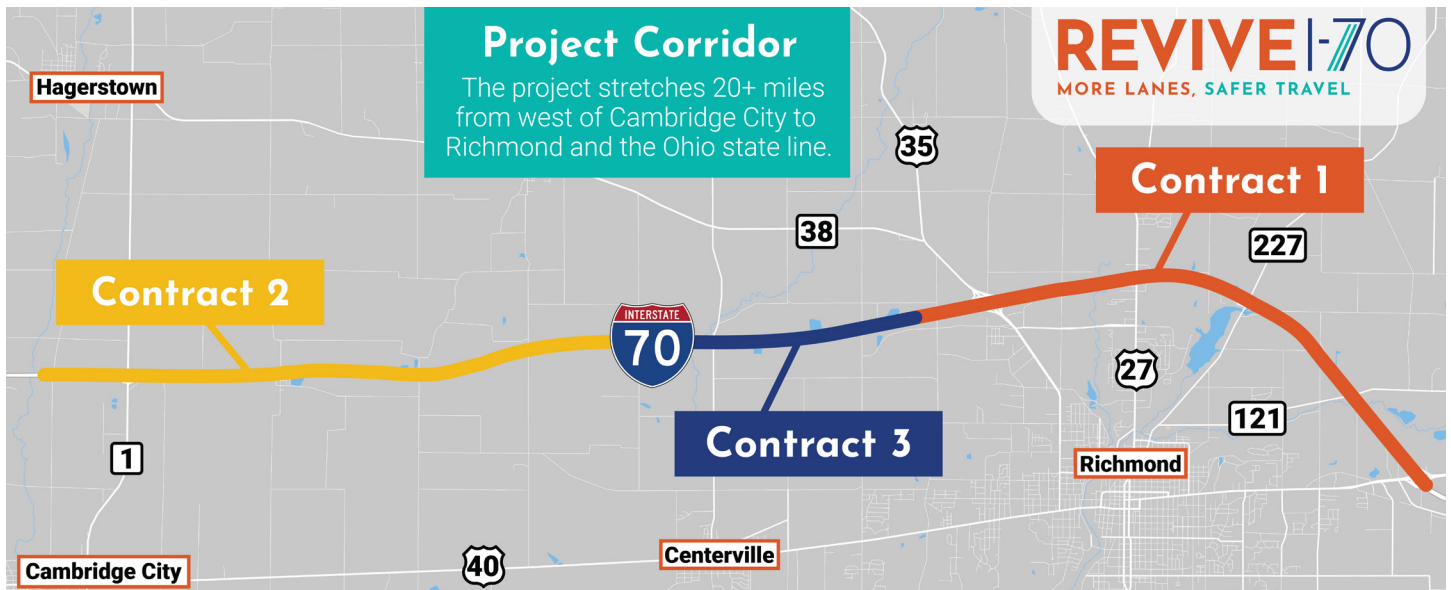 Project Corridor
The project stretches 20+ miles
from west of Cambridge City to
Richmond and the Ohio state line.
REVIVE I-70
MORE LANES, SAFER TRAVEL
Hagerstown
35
Contract 1
38
227
Contract 2
INTERSTATE
70
27
121
Contract 3
1
Richmond
Centerville
40
Cambridge City